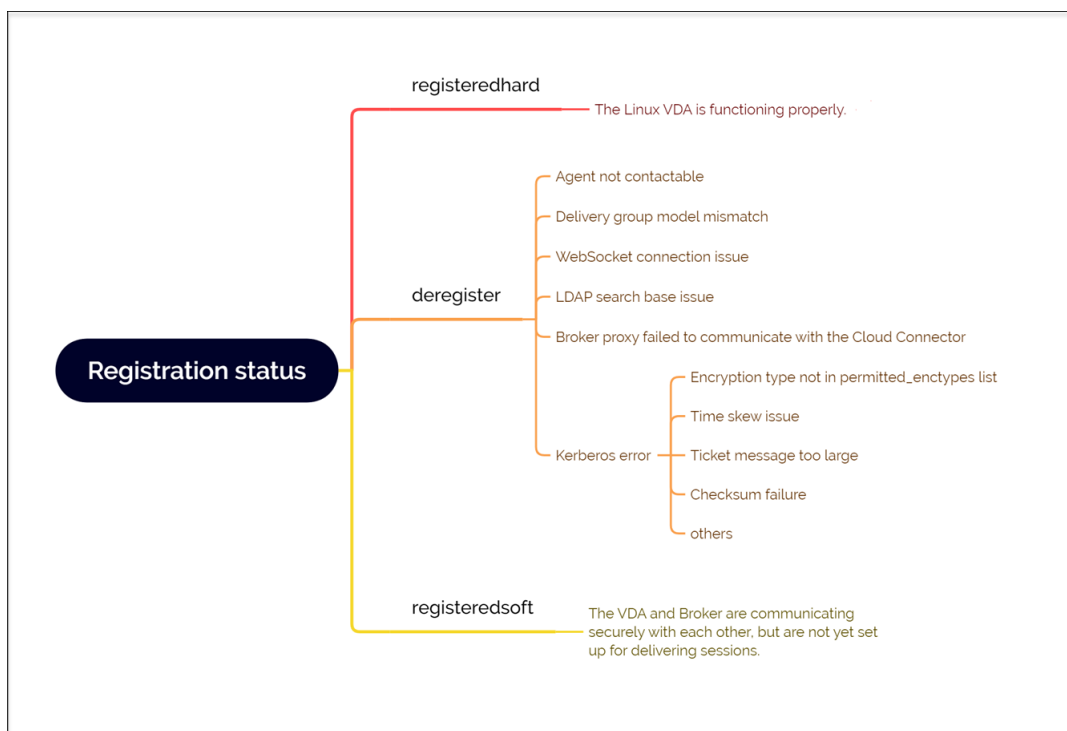 registeredhard
The Linux VDA is functioning properly.
Agent not contactable
Delivery group model mismatch
WebSocket connection issue
deregister
LDAP search base issue
Broker proxy failed to communicate with the Cloud Connector
Registration status
Encryption type not in permitted_enctypes list
Time skew issue
Kerberos error
Ticket message too large
Checksum failure
others
registeredsoft
The VDA and Broker are communicating
securely with each other, but are not yet set
up for delivering sessions.